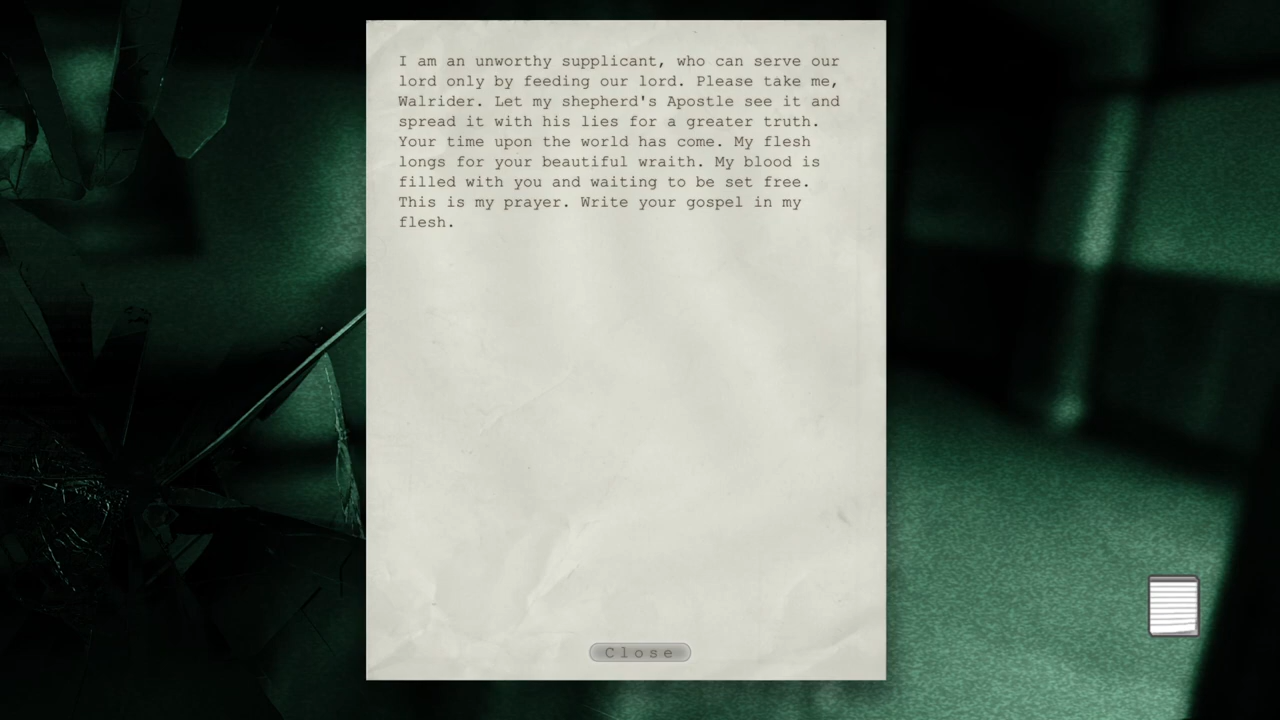 I am an unworthy supplicant, who can serve our
lord only by feeding our lord. Please take me,
Walrider. Let my shepherd's Apostle see it and
spread it with his lies for a greater truth.
Your time upon the world has come. My flesh
longs for your beautiful wraith. My blood is
filled with you and waiting to be set free.
This is my prayer. Write your gospel in my
flesh.
Close